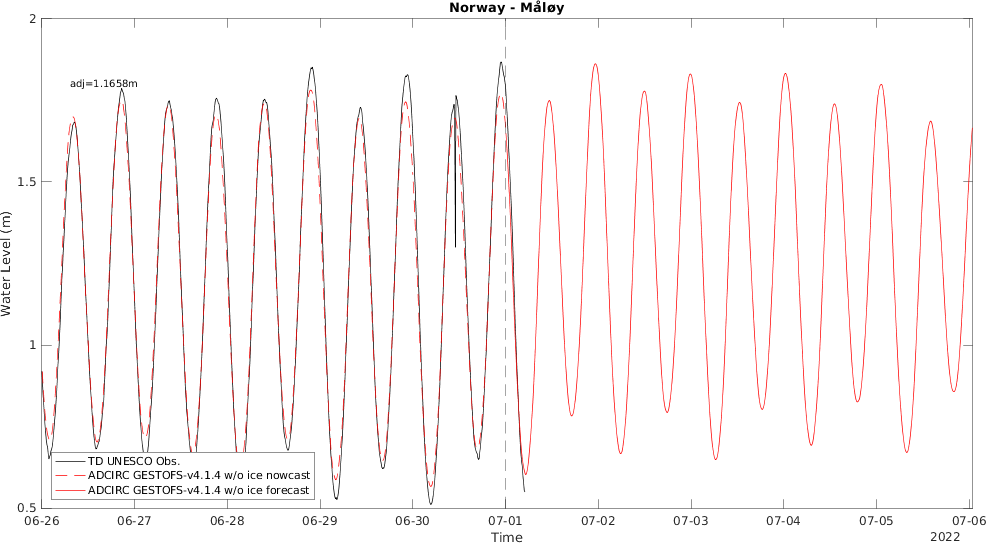 Norway - Måløy
adj=1.1658m
2
1.5
1
0.5
Water Level (m)
TD UNESCO Obs.
ADCIRC GESTOFS-v4.1.4 w/o ice nowcast
ADCIRC GESTOFS-v4.1.4 w/o ice forecast
06-26 06-27 06-28 06-29 06-30 07-01 07-02 07-03 07-04 07-05 07-06
Time
2022